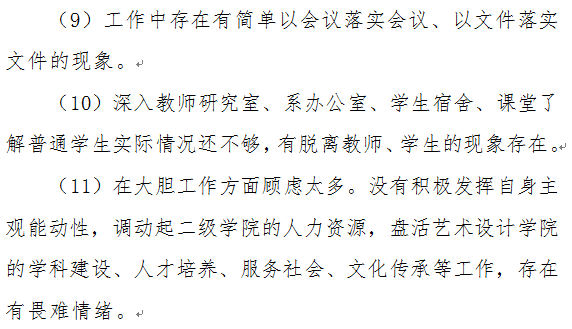 （9）工作中存在有简单以会议落实会议、以文件落实
文件的现象。
（10）深入教师研究室、系办公室、学生宿舍、课堂了
解普通学生实际情况还不够，有脱离教师、学生的现象存在。
（11）在大胆工作方面顾虑太多。没有积极发挥自身主
观能动性，调动起二级学院的人力资源，盘活艺术设计学院
的学科建设、人才培养、服务社会、文化传承等工作，存在
有畏难情绪。